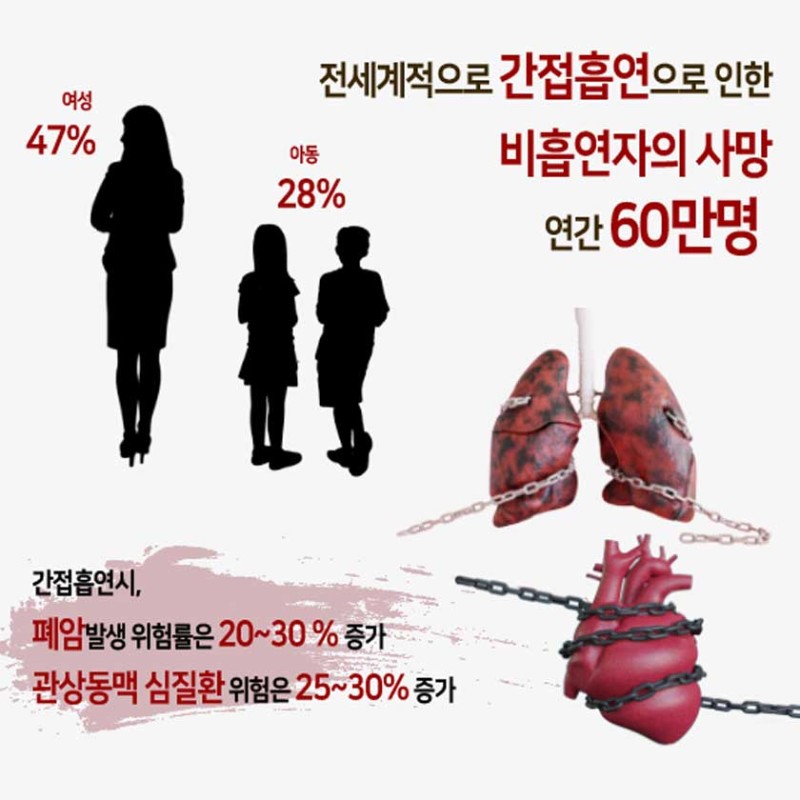 전세계적으로 간접흡연으로 인한
비흡연자의 사망
연간 60만명
여성
47%
아동
28%
간접흡연시,
폐암발생 위험률은 20~30 % 증가
관상동맥 심질환 위험은 25~30% 증가